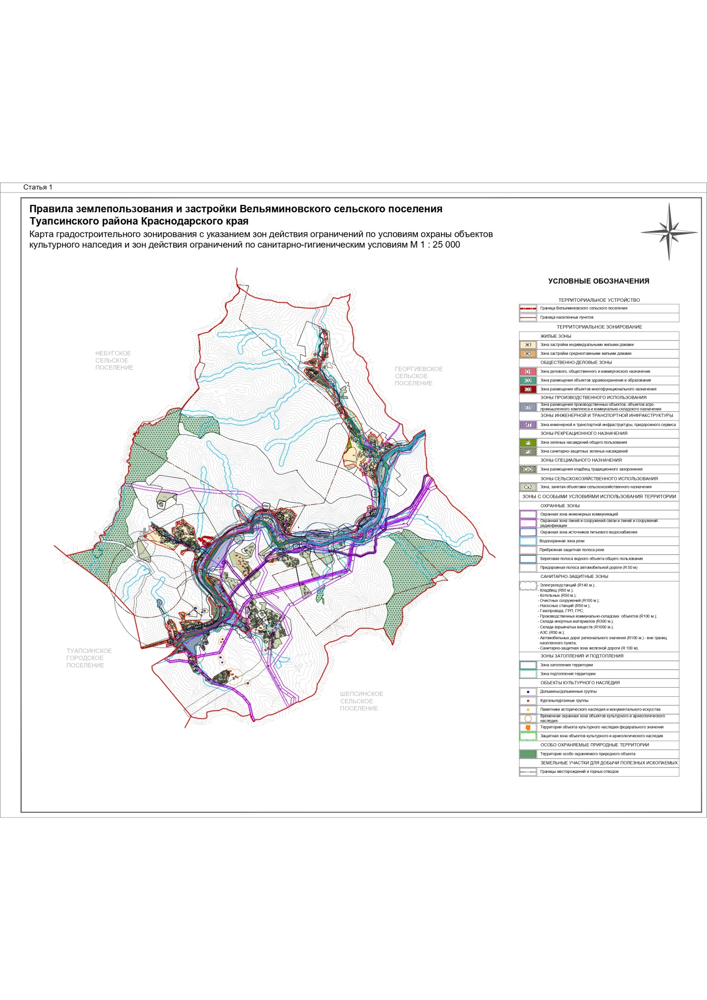 Статья 1
Правила землепользования и застройки Вельяминовского сельского поселения
Туапсинского района Краснодарского края
Карта градостроительного зонирования с указанием зон действия ограничений по условиям охраны объектов
культурного налседия и зон действия ограничений по санитарно-гигиеническим условиям М 1 : 25 000
НЕБУГСКОЕ
СЕЛЬСКОЕ
ПОСЕЛЕНИЕ
ГЕОРГИЕВСКОЕ
СЕЛЬСКОЕ
ПОСЕЛЕНИЕ
ТУАПСИНСКОЕ
ГОРОДСКОЕ
ПОСЕЛЕНИЕ
ШЕПСИНСКОЕ
СЕЛЬСКОЕ
ПОСЕЛЕНИЕ
УСЛОВНЫЕ ОБОЗНАЧЕНИЯ
ТЕРРИТОРИАЛЬНОЕ УСТРОЙСТВО
Граница Вельяминовского сельского поселения
Граница населенных пунктов
ТЕРРИТОРИАЛЬНОЕ ЗОНИРОВАНИЕ
ЖИЛЫЕ ЗОНЫ
Ж1 Зона застройки индивидуальными жилыми домами
Ж3 Зона застройки среднеэтажными жилыми домами
ОБЩЕСТВЕННО-ДЕЛОВЫЕ ЗОНЫ
О1 Зона делового, общественного и коммерческого назначения
О2 Зона размещения объектов здравоохранения и образования
О3 Зона размещения объектов многофункционального назначения
ЗОНЫ ПРОИЗВОДСТВЕННОГО ИСПОЛЬЗОВАНИЯ
П1 Зона размещения производственных объектов, объектов агро-
промышленного комплекса и коммунально-складского назначения
ЗОНЫ ИНЖЕНЕРНОЙ И ТРАНСПОРТНОЙ ИНФРАКСТРУКТУРЫ
ИТ Зона инженерной и транспортной инфраструктуры, придорожного сервиса
ЗОНЫ РЕКРЕАЦИОННОГО НАЗНАЧЕНИЯ
Р1 Зона зеленых насаждений общего пользования
Р3 Зона санитарно-защитных зеленых насаждений
ЗОНЫ СПЕЦИАЛЬНОГО НАЗНАЧЕНИЯ
Сп2 Зона размещения кладбищ традиционного захоронения
ЗОНЫ СЕЛЬСКОХОЗЯЙСТВЕННОГО ИСПОЛЬЗОВАНИЯ
Сх2 Зона, занятая объектами сельскохозяйственного назначения
ЗОНЫ С ОСОБЫМИ УСЛОВИЯМИ ИСПОЛЬЗОВАНИЯ ТЕРРИТОРИИ
ОХРАННЫЕ ЗОНЫ
Охранная зона инженерных коммуникаций
Охранная зона линий и сооружений связи и линий и сооружений
радиофикации
Охранная зона источников питьевого водоснабжения
Водоохранная зона реки
Прибрежная защитная полоса реки
Береговая полоса водного объекта общего пользования
Придорожная полоса автомобильной дороги (R 50 м)
САНИТАРНО-ЗАЩИТНЫЕ ЗОНЫ
- Электроподстанций (R140 м.);
- Кладбищ (R50 м.);
- Котельных (R50 м.);
- Очистных сооружений (R100 м.);
- Насосных станций (R50 м.);
- Газопровода, ГРП, ГРС;
- Производственных коммунально-складских объектов (R100 м.);
- Склада инертных материалов (R300 м.);
- Склада взрывчатых веществ (R1000 м.);
- АЗС (R50 м.);
- Автомобильных дорог регионального значения (R100 м.) - вне границ
населенного пункта;
- Санитарно-защитная зона железной дороги (R 100 м).
ЗОНЫ ЗАТОПЛЕНИЯ И ПОДТОПЛЕНИЯ
Зона затопления территории
Зона подтопления территории
ОБЪЕКТЫ КУЛЬТУРНОГО НАСЛЕДИЯ
Дольмены/дольменные группы
Курганы/курганные группы
Памятники исторического наследия и монументального искусства
Временная охранная зона объектов культурного и археологического
наследия
Территория объекта культурного наследия федерального значения
Защитная зона объектов культурного и археологического наследия
ОСОБО ОХРАНЯЕМЫЕ ПРИРОДНЫЕ ТЕРРИТОРИИ
Территория особо охраняемого природного объекта
ЗЕМЕЛЬНЫЕ УЧАСТКИ ДЛЯ ДОБЫЧИ ПОЛЕЗНЫХ ИСКОПАЕМЫХ
Границы месторождений и горных отводов